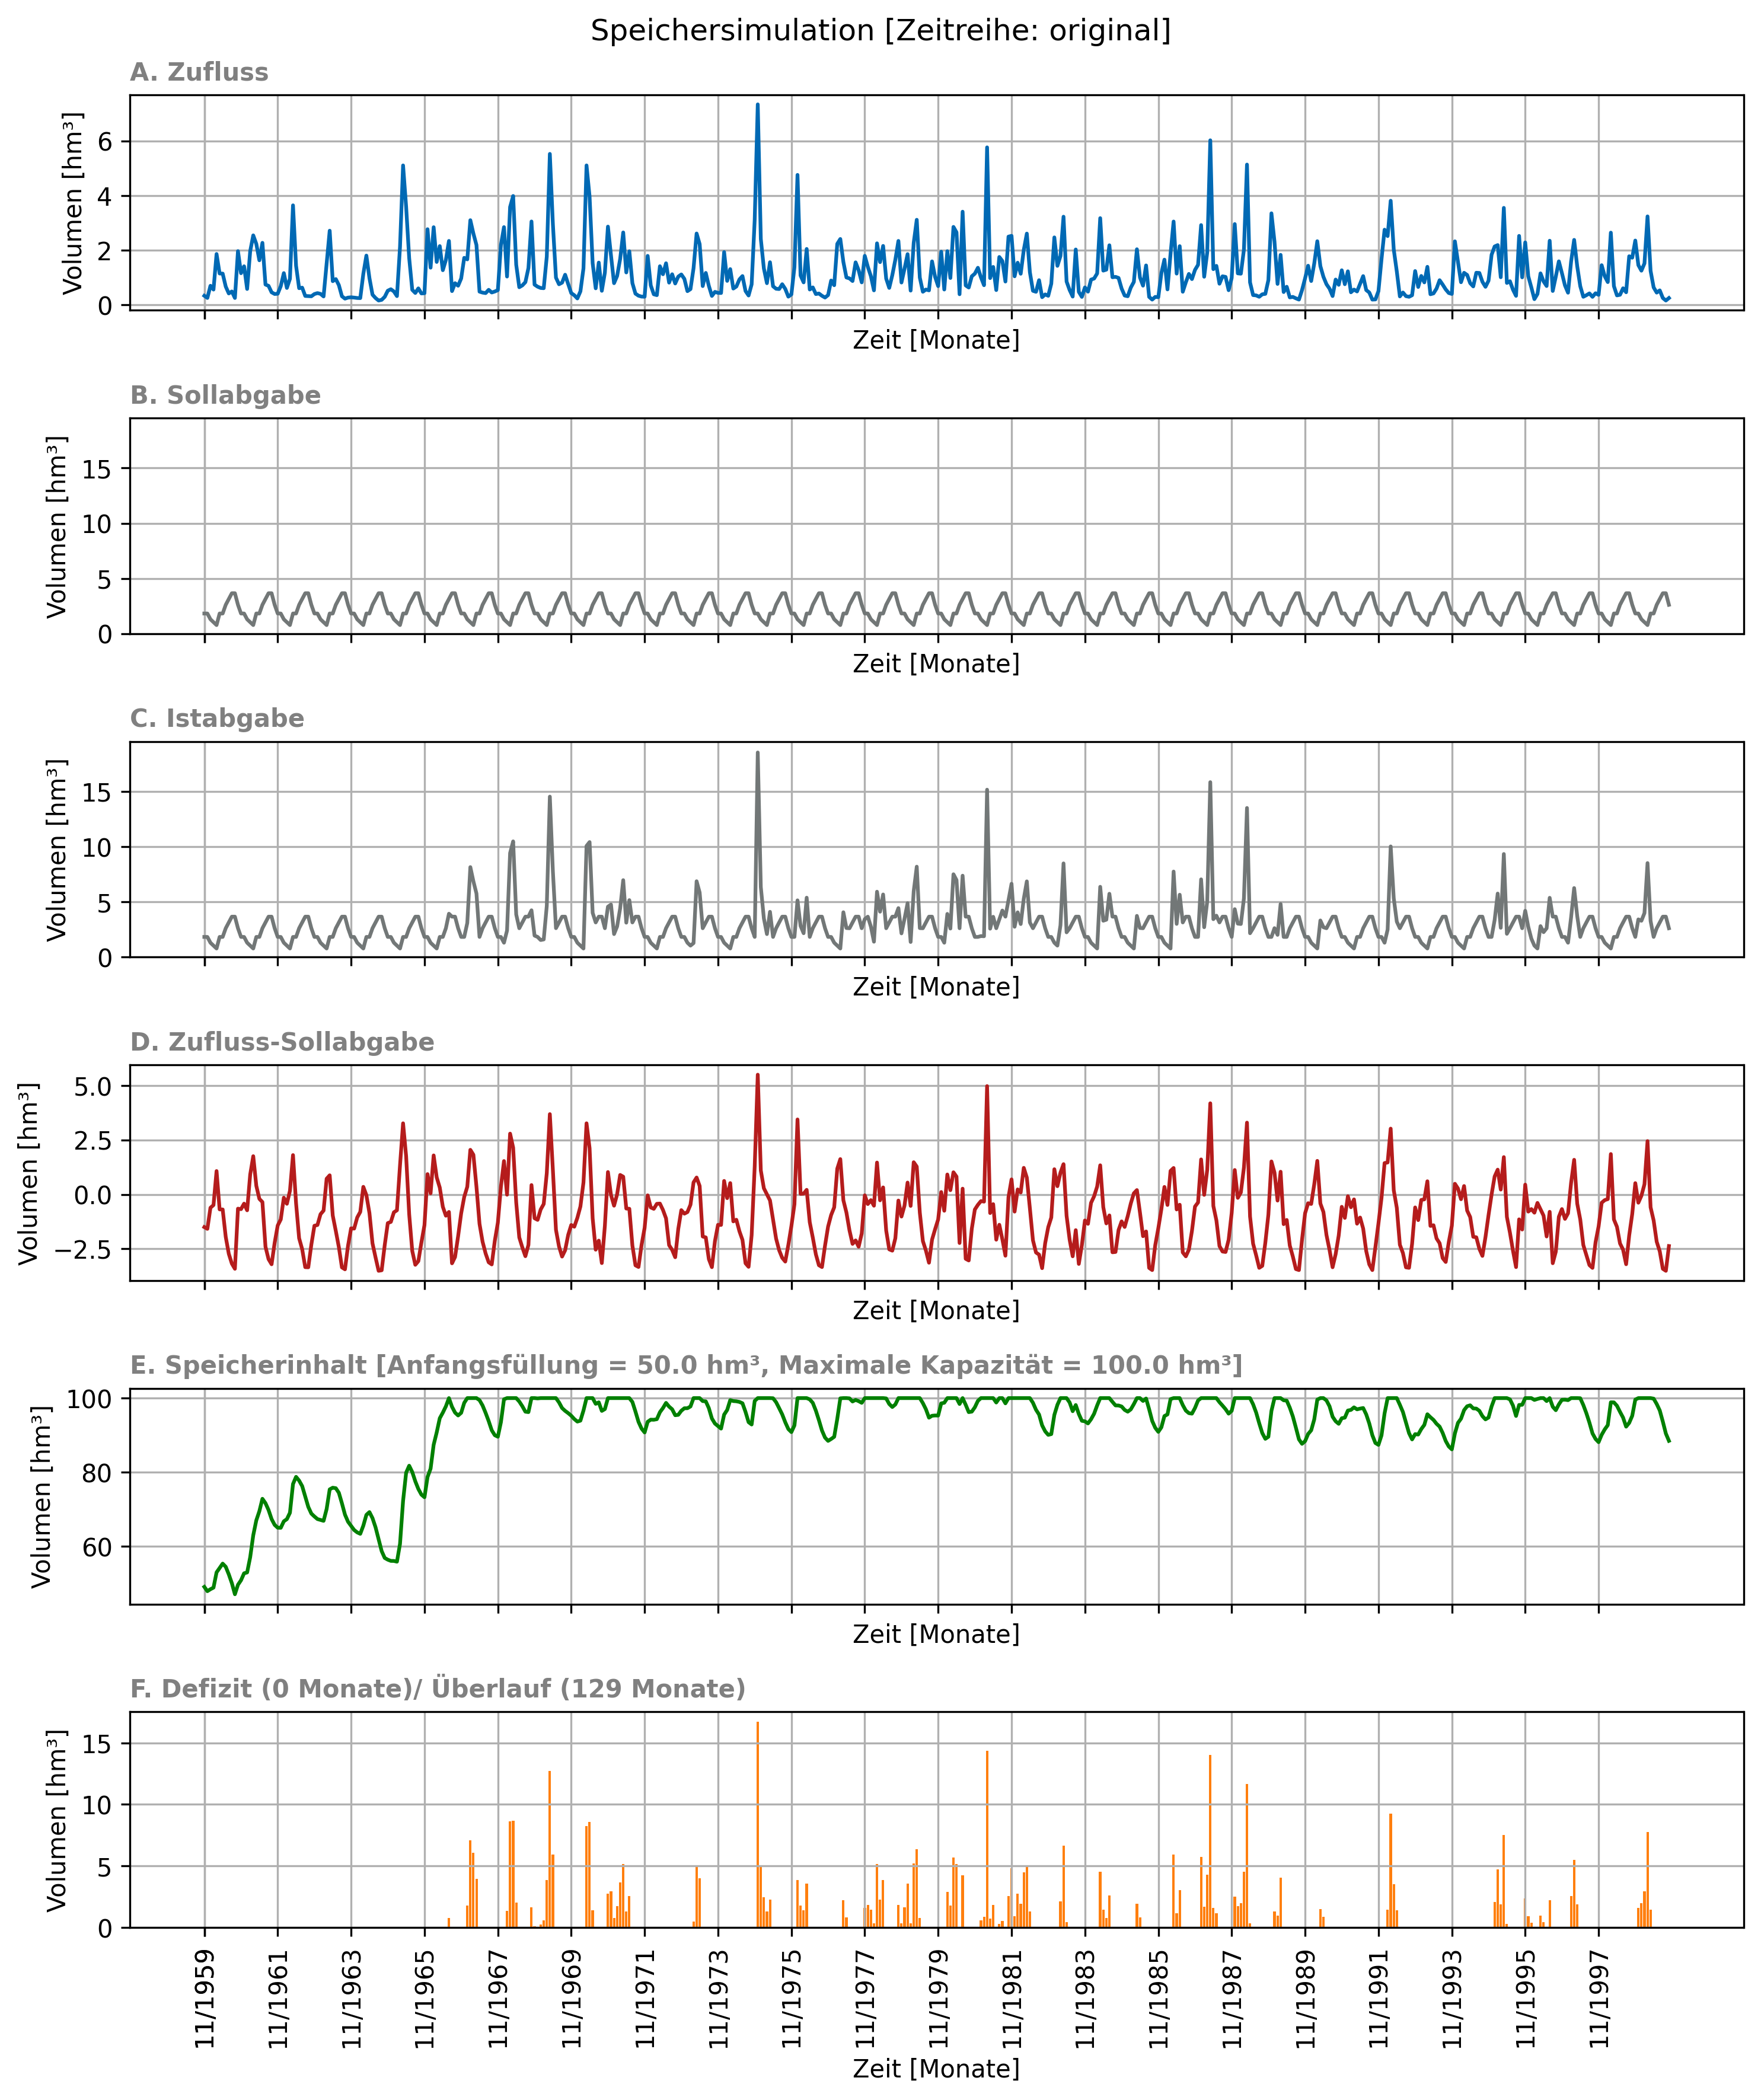 Speichersimulation [Zeitreihe: original]
A. Zufluss
Volumen [hm³]
6
4
2
0
Zeit [Monate]
B. Sollabgabe
Volumen [hm³]
15
10
5
0
Zeit [Monate]
C. Istabgabe
Volumen [hm³]
15
10
5
0
Zeit [Monate]
D. Zufluss-Sollabgabe
Volumen [hm³]
5.0
2.5
0.0
−2.5
Zeit [Monate]
E. Speicherinhalt [Anfangsfüllung = 50.0 hm³, Maximale Kapazität = 100.0 hm³]
Volumen [hm³]
100
80
60
Zeit [Monate]
F. Defizit (0 Monate)/ Überlauf (129 Monate)
Volumen [hm³]
15
10
5
0
11/1959
11/1961
11/1963
11/1965
11/1967
11/1969
11/1971
11/1973
11/1975
11/1977
11/1979
11/1981
11/1983
11/1985
11/1987
11/1989
11/1991
11/1993
11/1995
11/1997
Zeit [Monate]